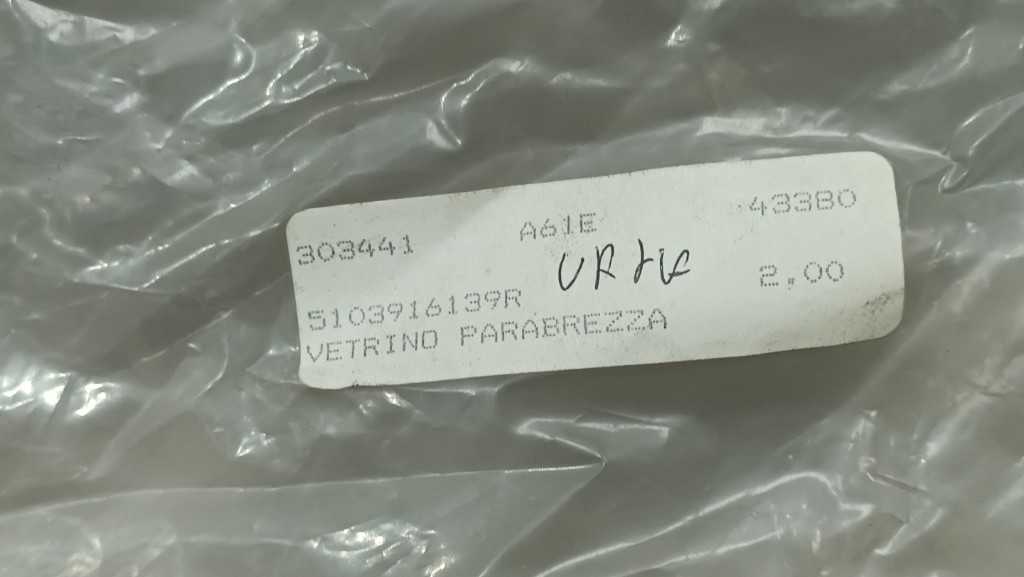 303441 A61E 43380
2,00
5103916139R
VETRINO PARABREZZA